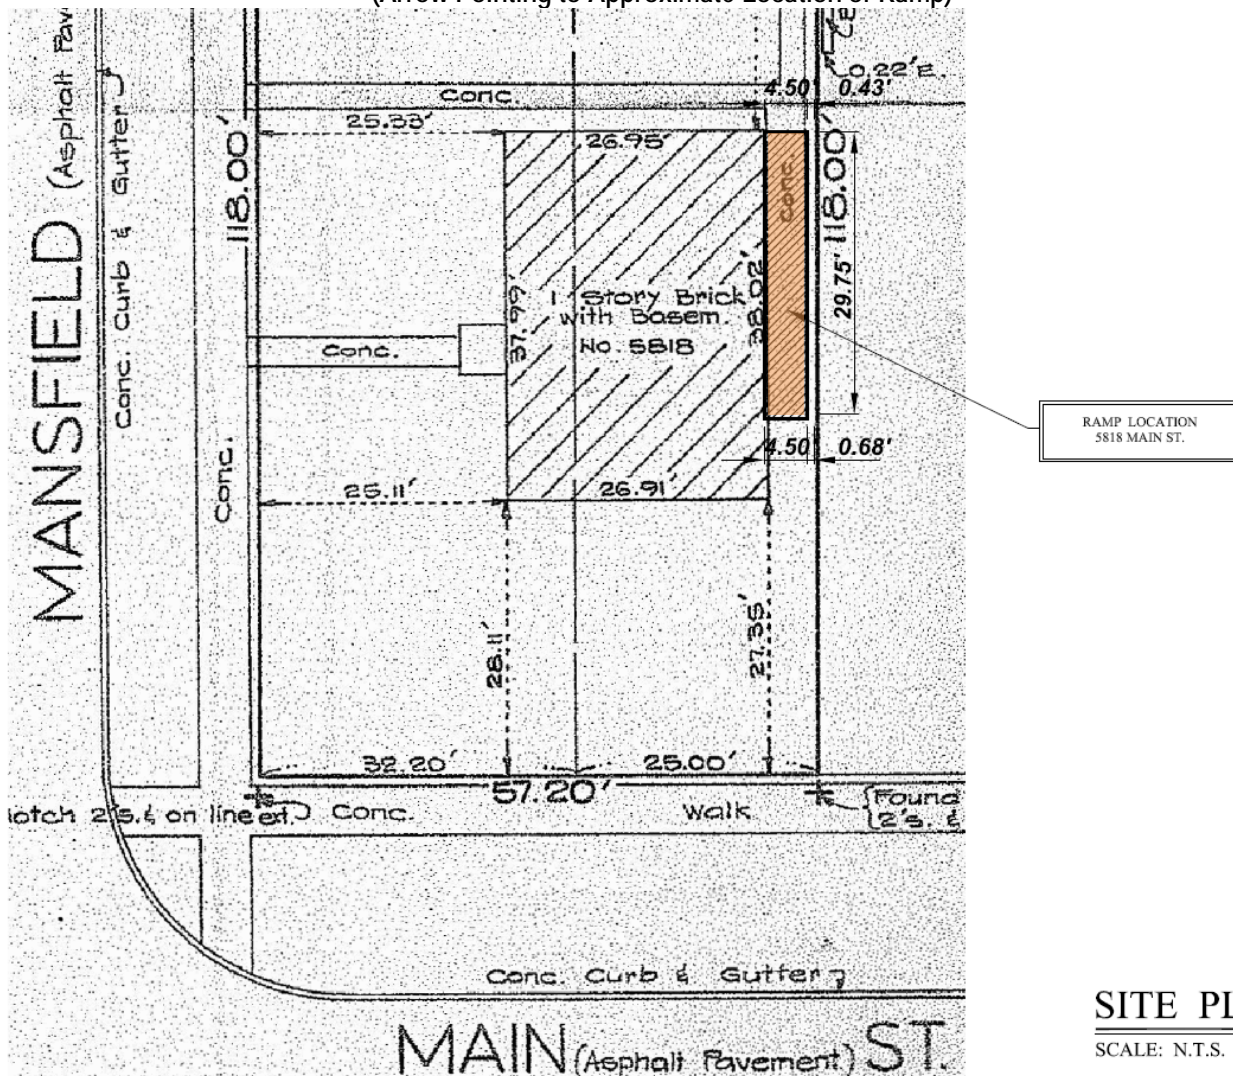 (Arrow Pointing to Approximate Location of Ramp)
0.22'E.
4.50' 0.43'
Conc.
25.33'
26.95'
118.00'
Conc.
118.00'
29.75'
MANSFIELD (Asphalt Pav
Conc. Curb & Gutter
1 Story Brick
with Basem.
No. 5818
37.99'
38.02'
Conc.
RAMP LOCATION
5818 MAIN ST.
4.50' 0.68'
Conc.
25.11'
26.91'
28.11'
27.35'
32.20'
25.00'
57.20'
otch 2's. & on line ext.
Conc.
Walk
Found
2's. &
Conc. Curb & Gutter
MAIN (Asphalt Pavement) ST.
SITE PL
SCALE: N.T.S.